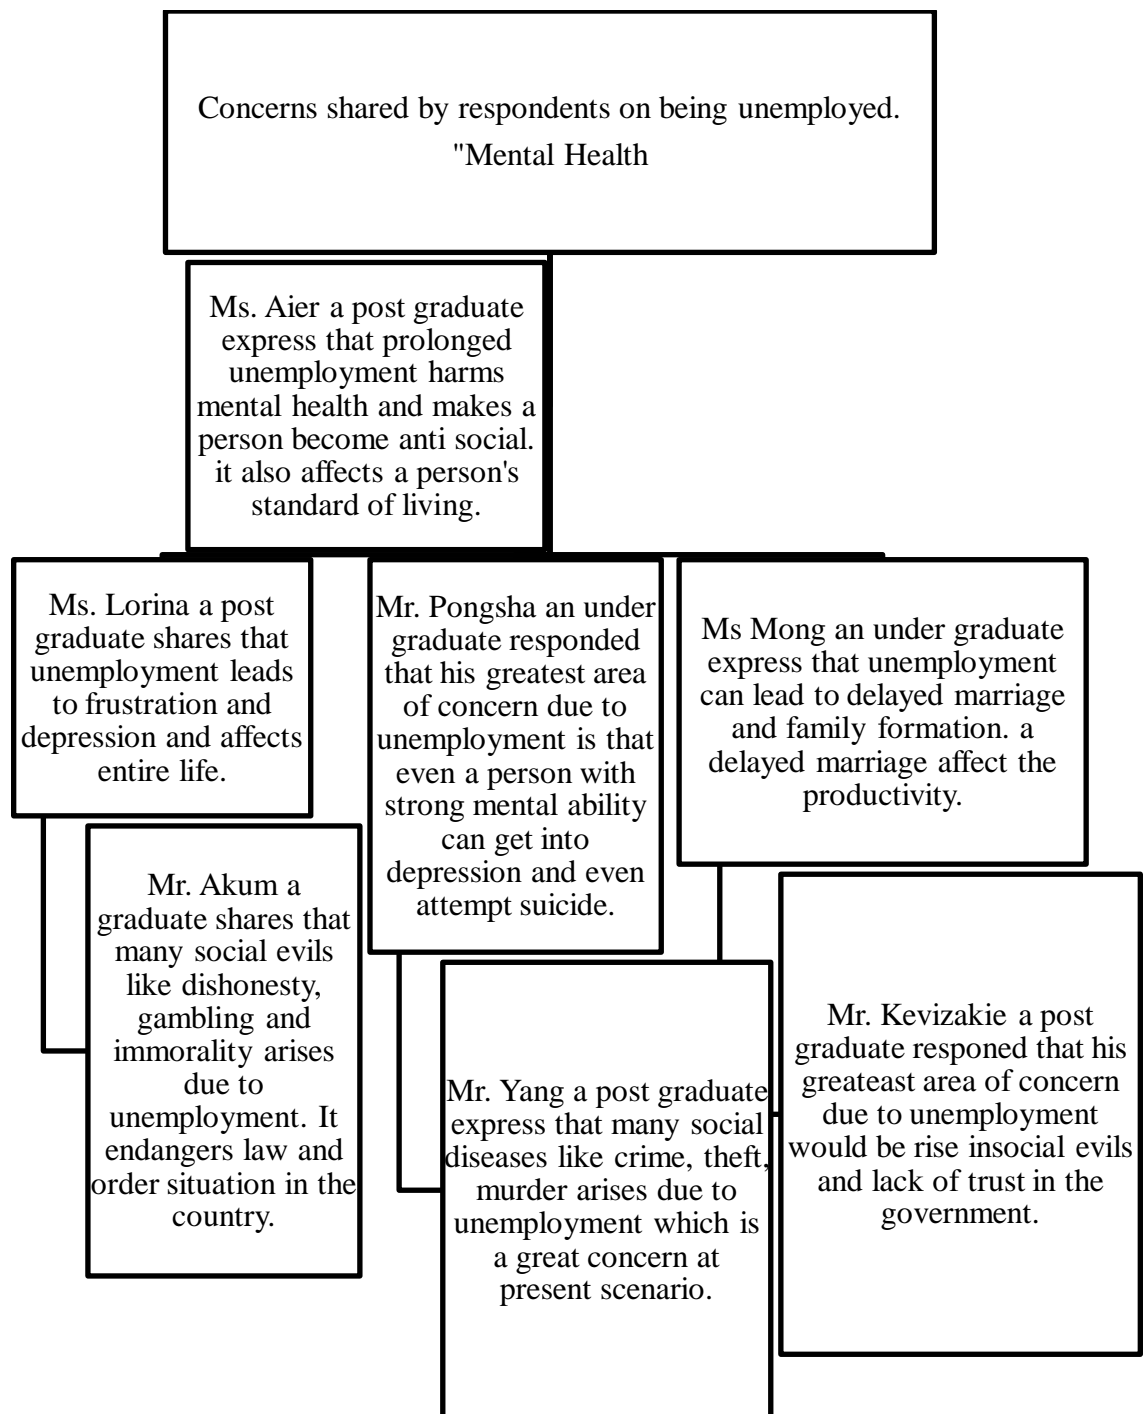 Concerns shared by respondents on being unemployed.
"Mental Health
Ms. Aier a post graduate
express that prolonged
unemployment harms
mental health and makes a
person become anti social.
it also affects a person's
standard of living.
Ms. Lorina a post
graduate shares that
unemployment leads
to frustration and
depression and affects
entire life.
Mr. Pongsha an under
graduate responded
that his greatest area
of concern due to
unemployment is that
even a person with
strong mental ability
can get into
depression and even
attempt suicide.
Ms Mong an under graduate
express that unemployment
can lead to delayed marriage
and family formation. a
delayed marriage affect the
productivity.
Mr. Akum a
graduate shares that
many social evils
like dishonesty,
gambling and
immorality arises
due to
unemployment. It
endangers law and
order situation in the
country.
Mr. Yang a post graduate
express that many social
diseases like crime, theft,
murder arises due to
unemployment which is
a great concern at
present scenario.
Mr. Kevizakie a post
graduate responed that his
greateast area of concern
due to unemployment
would be rise insocial evils
and lack of trust in the
government.